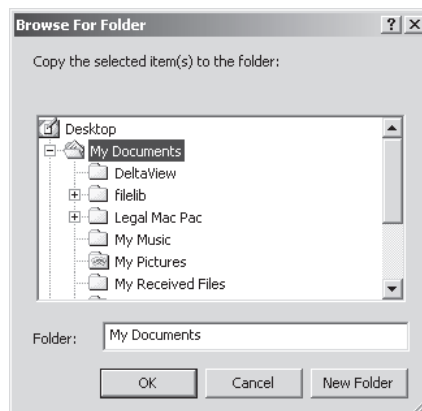 Browse For Folder
Copy the selected item(s) to the folder:
Desktop
My Documents
DeltaView
filelib
Legal Mac Pac
My Music
My Pictures
My Received Files
Folder: My Documents
OK Cancel New Folder